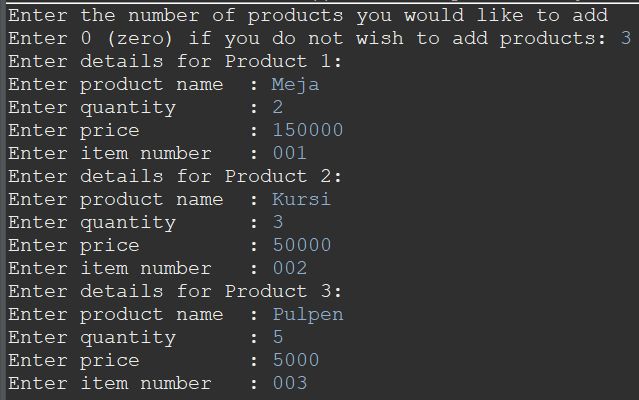 Enter the number of products you would like to add
Enter 0 (zero) if you do not wish to add products: 3
Enter details for Product 1:
Enter product name  : Meja
Enter quantity      : 2
Enter price         : 150000
Enter item number   : 001
Enter details for Product 2:
Enter product name  : Kursi
Enter quantity      : 3
Enter price         : 50000
Enter item number   : 002
Enter details for Product 3:
Enter product name  : Pulpen
Enter quantity      : 5
Enter price         : 5000
Enter item number   : 003